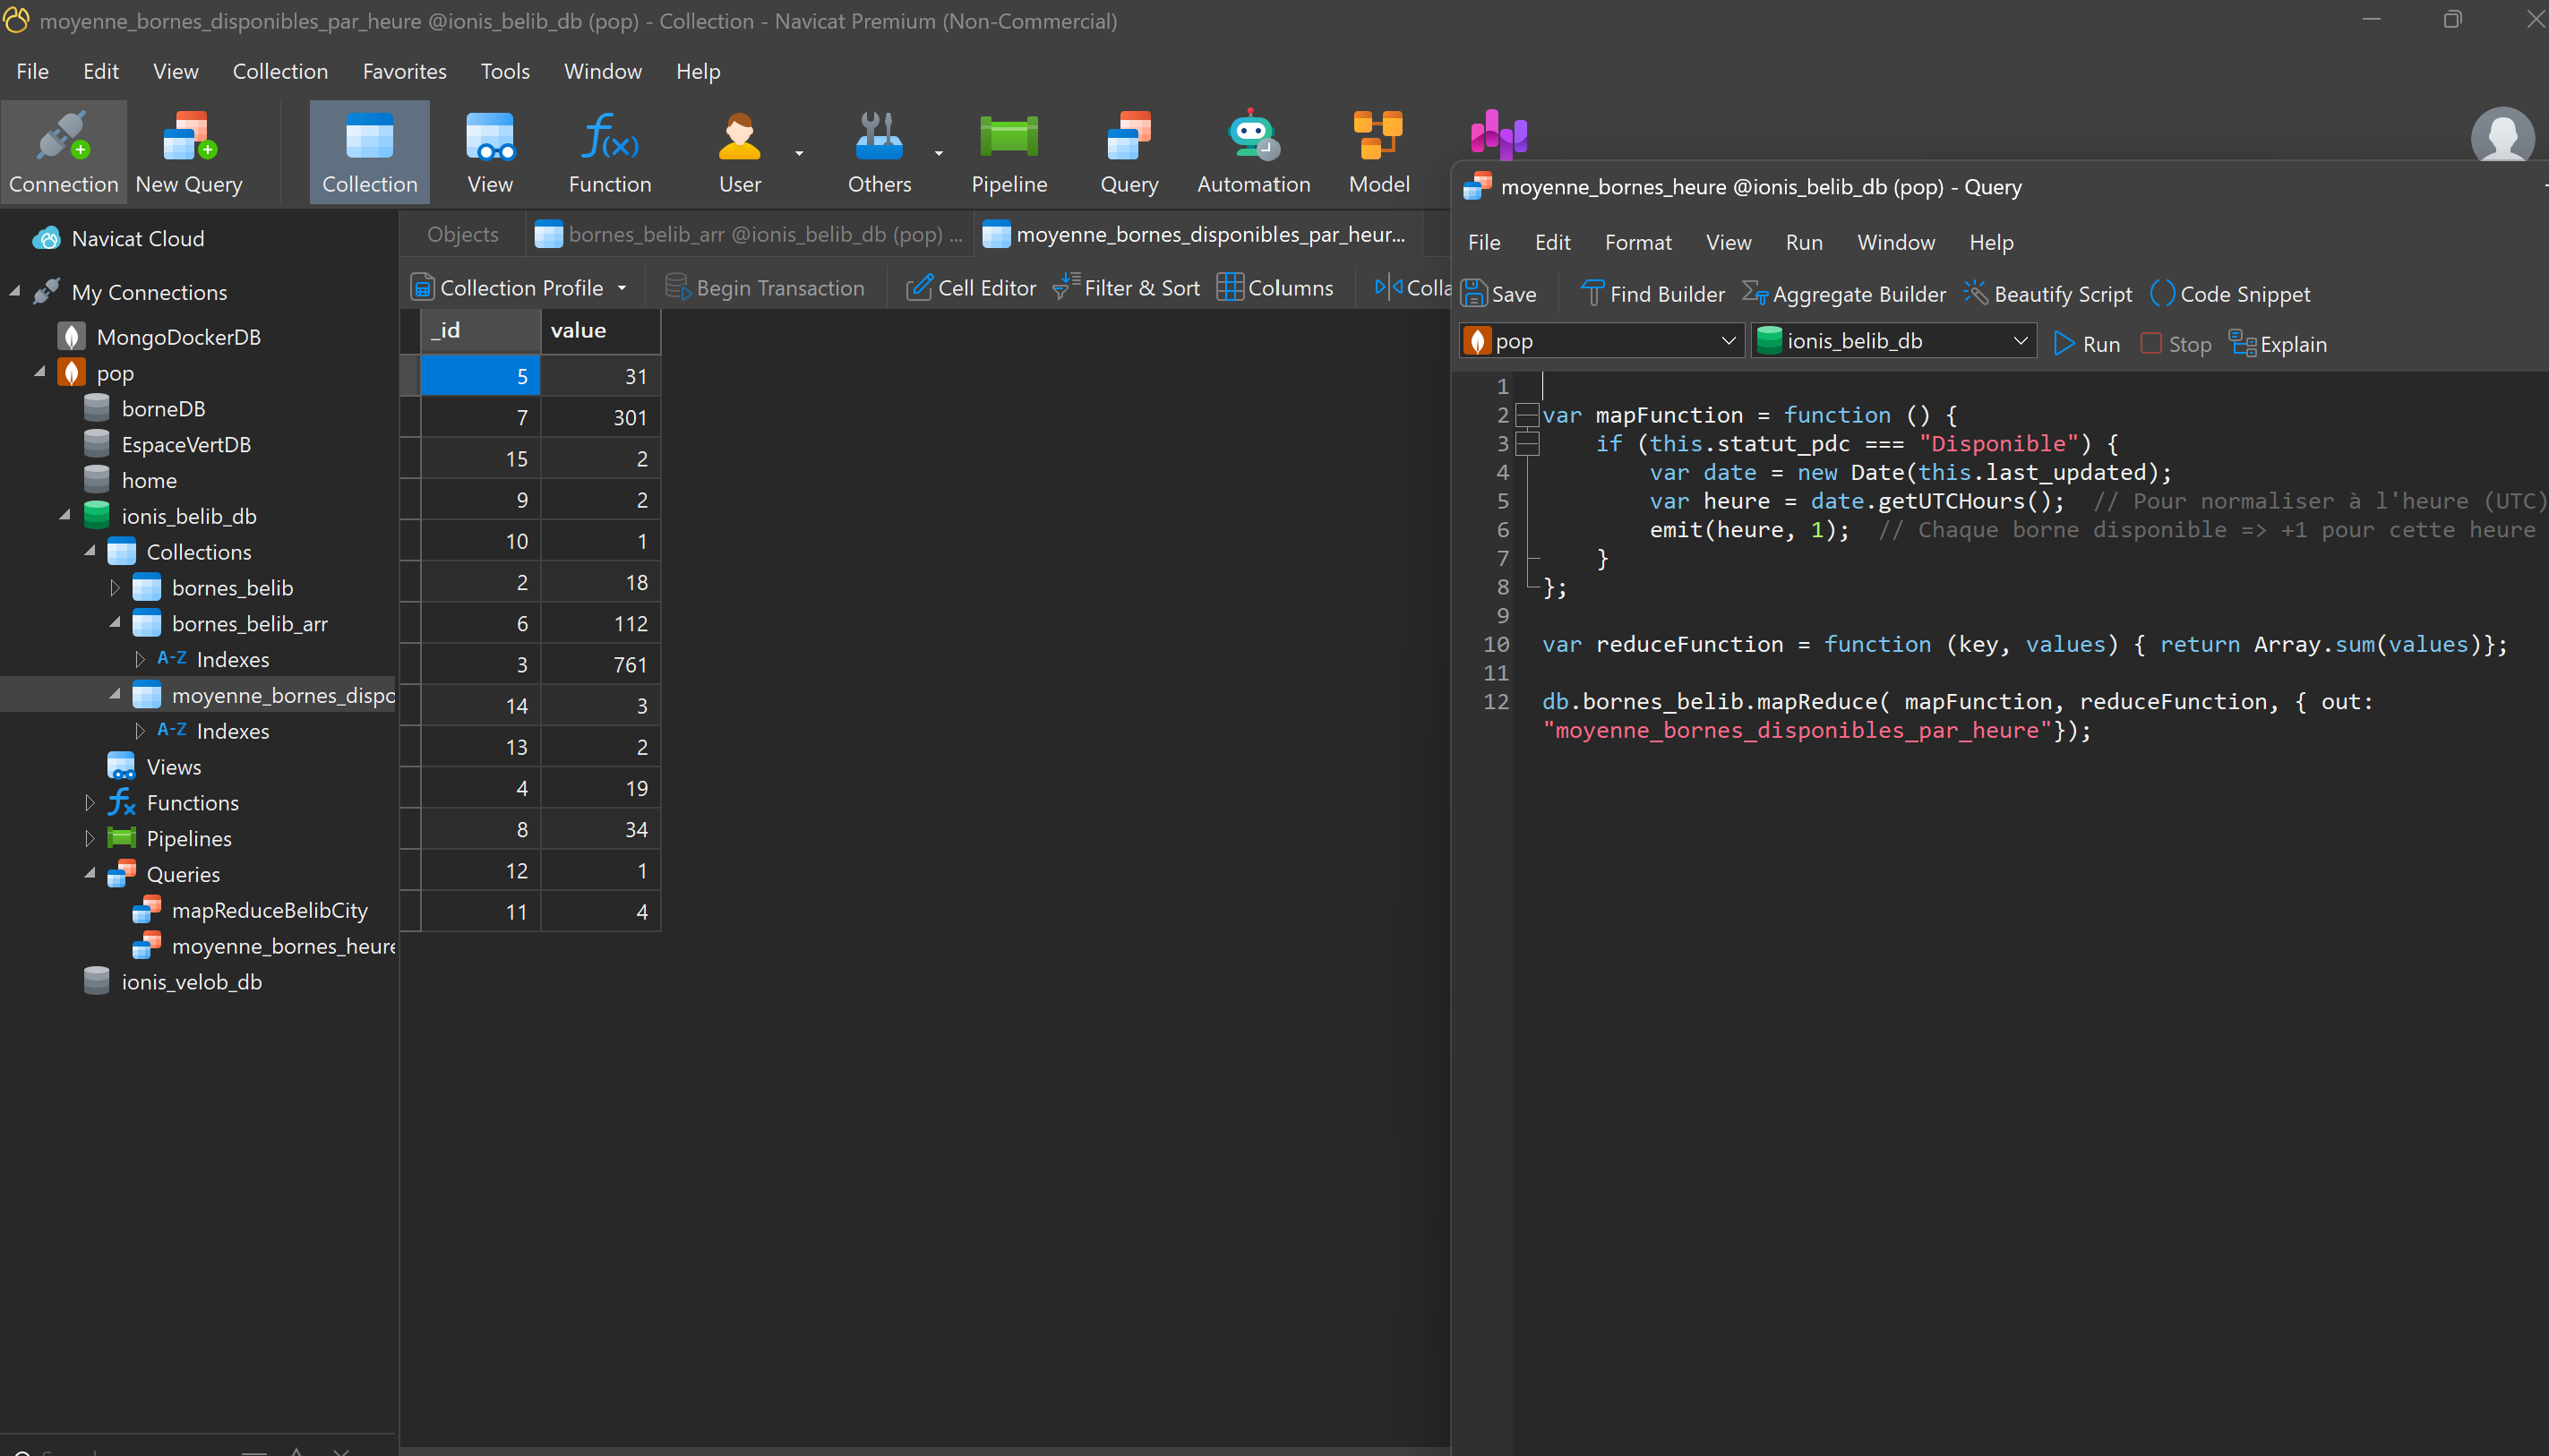 moyenne_bornes_disponibles_par_heure @ionis_belib_db (pop) - Collection - Navicat Premium (Non-Commercial)
File Edit View Collection Favorites Tools Window Help
Connection New Query Collection View Function User Others Pipeline Query Automation Model
Navicat Cloud
My Connections
MongoDockerDB
pop
borneDB
EspaceVertDB
home
ionis_belib_db
Collections
bornes_belib
bornes_belib_arr
A-Z Indexes
moyenne_bornes_dispo
A-Z Indexes
Views
Functions
Pipelines
Queries
mapReduceBelibCity
moyenne_bornes_heure
ionis_velob_db
Objects bornes_belib_arr @ionis_belib_db (pop) ... moyenne_bornes_disponibles_par_heur...
Collection Profile Begin Transaction Cell Editor Filter & Sort Columns Colla
_id value
5 31
7 301
15 2
9 2
10 1
2 18
6 112
3 761
14 3
13 2
4 19
8 34
12 1
11 4
moyenne_bornes_heure @ionis_belib_db (pop) - Query
File Edit Format View Run Window Help
Save Find Builder Aggregate Builder Beautify Script Code Snippet
pop ionis_belib_db Run Stop Explain
1
2 var mapFunction = function () {
3 if (this.statut_pdc === "Disponible") {
4 var date = new Date(this.last_updated);
5 var heure = date.getUTCHours(); // Pour normaliser à l'heure (UTC)
6 emit(heure, 1); // Chaque borne disponible => +1 pour cette heure
7 }
8 };
9
10 var reduceFunction = function (key, values) { return Array.sum(values)};
11
12 db.bornes_belib.mapReduce( mapFunction, reduceFunction, { out:
"moyenne_bornes_disponibles_par_heure"});